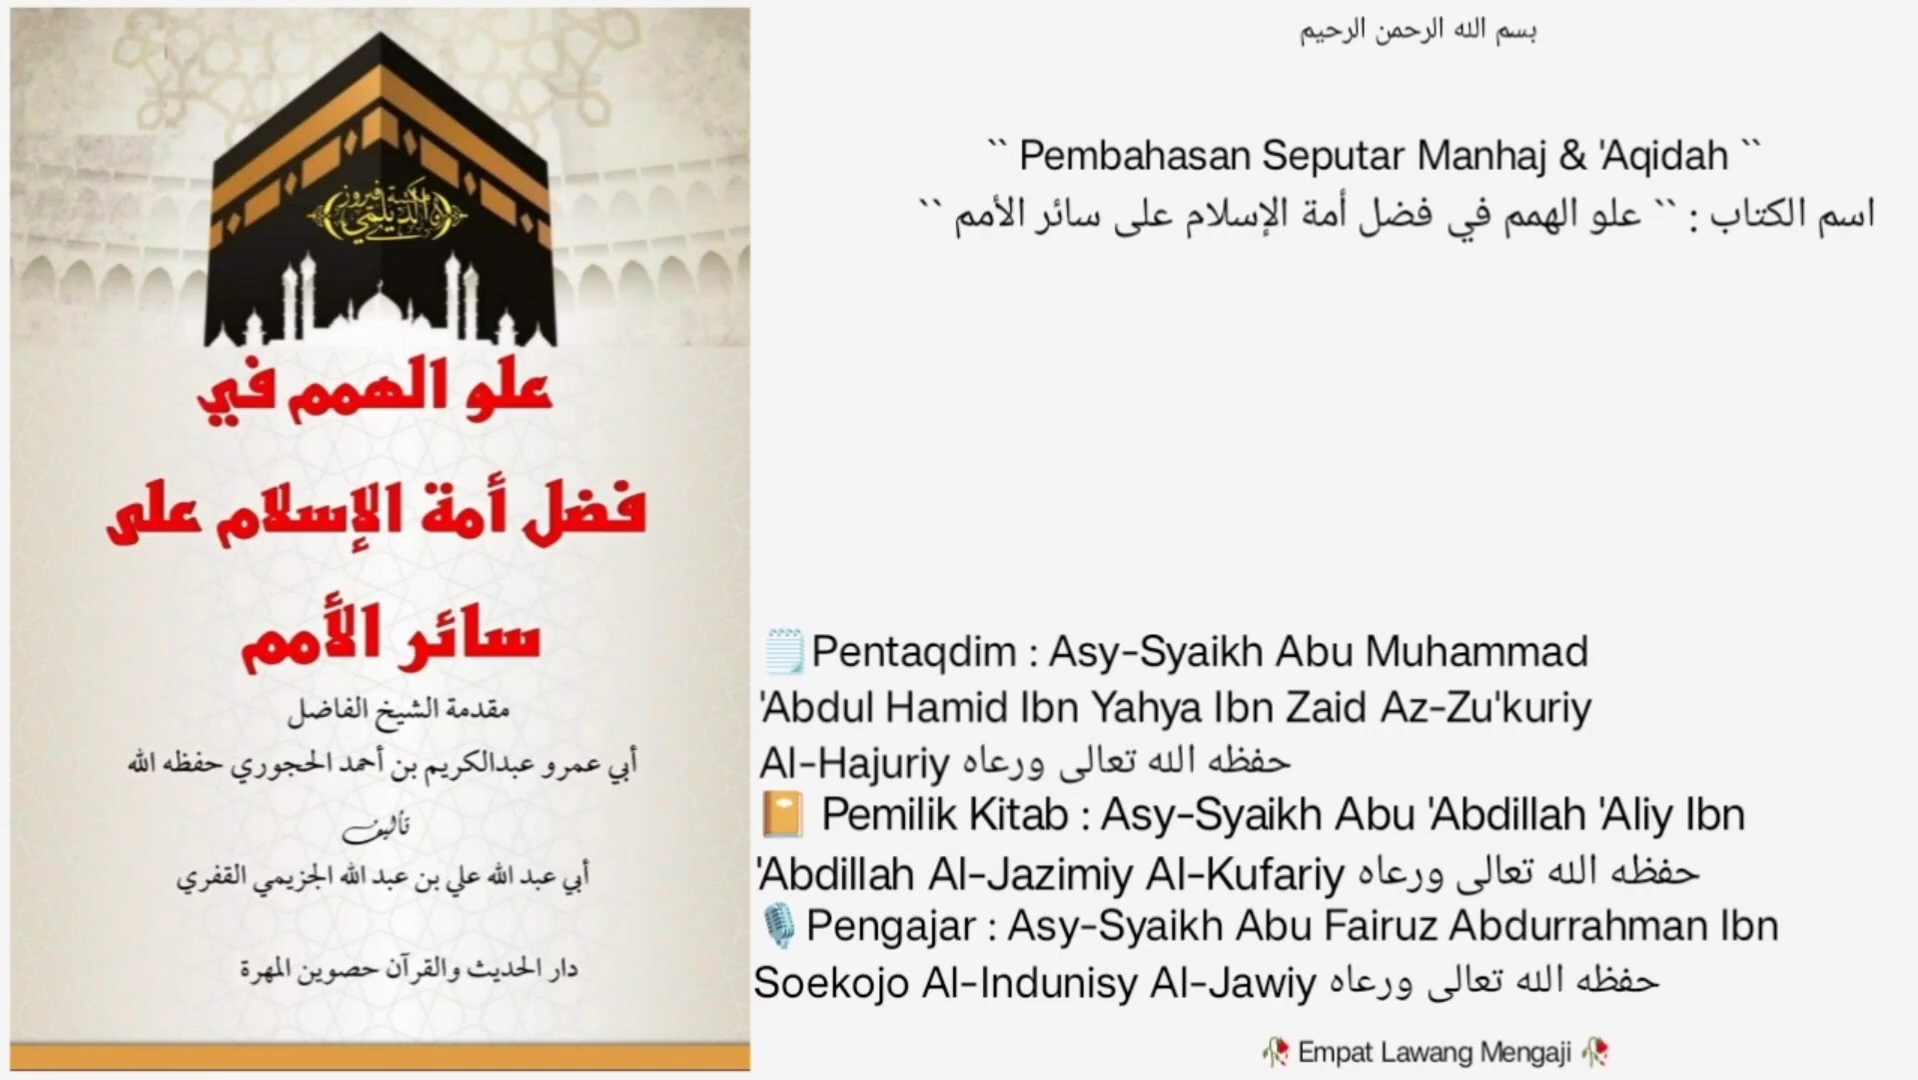 مكتبة فيروز
الديلمي
علو الهمم في
فضل أمة الإسلام على
سائر الأمم
مقدمة الشيخ الفاضل
أبي عمرو عبدالكريم بن أحمد الحجوري حفظه الله
تأليف
أبي عبد الله علي بن عبد الله الجزيمي القفري
دار الحديث والقرآن حصوين المهرة
بسم الله الرحمن الرحيم
`` Pembahasan Seputar Manhaj & 'Aqidah ``
اسم الكتاب : `` علو الهمم في فضل أمة الإسلام على سائر الأمم ``
🗒️Pentaqdim : Asy-Syaikh Abu Muhammad
'Abdul Hamid Ibn Yahya Ibn Zaid Az-Zu'kuriy
Al-Hajuriy حفظه الله تعالى ورعاه
📔 Pemilik Kitab : Asy-Syaikh Abu 'Abdillah 'Aliy Ibn
'Abdillah Al-Jazimiy Al-Kufariy حفظه الله تعالى ورعاه
🎙️Pengajar : Asy-Syaikh Abu Fairuz Abdurrahman Ibn
Soekojo Al-Indunisy Al-Jawiy حفظه الله تعالى ورعاه
🥀 Empat Lawang Mengaji 🥀